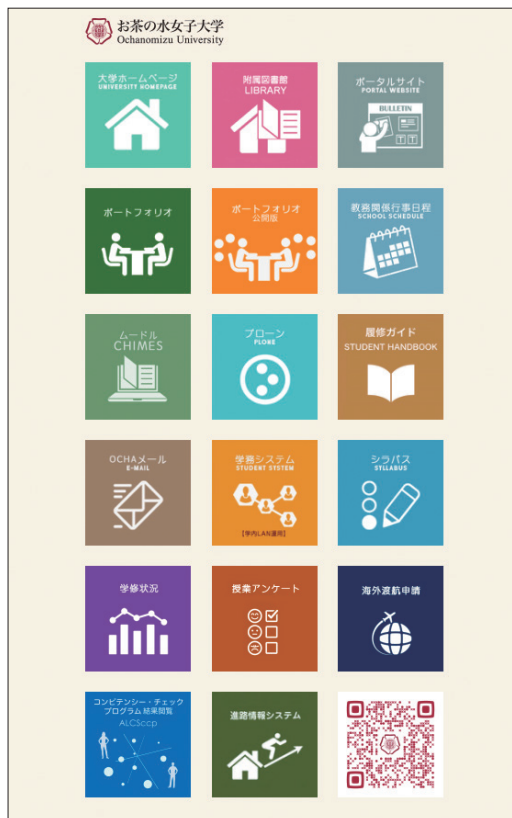 お茶の水女子大学
Ochanomizu University
大学ホームページ
UNIVERSITY HOMEPAGE
附属図書館
LIBRARY
ポータルサイト
PORTAL WEBSITE
BULLETIN
ポートフォリオ
ポートフォリオ
公開版
教務関係行事日程
SCHOOL SCHEDULE
ムードル
CHIMES
プローン
PLONE
履修ガイド
STUDENT HANDBOOK
OCHAメール
E-MAIL
学務システム
STUDENT SYSTEM
【学内LAN運用】
シラバス
SYLLABUS
学修状況
授業アンケート
海外渡航申請
コンピテンシー・チェック
プログラム 結果閲覧
ALCSccp
進路情報システム